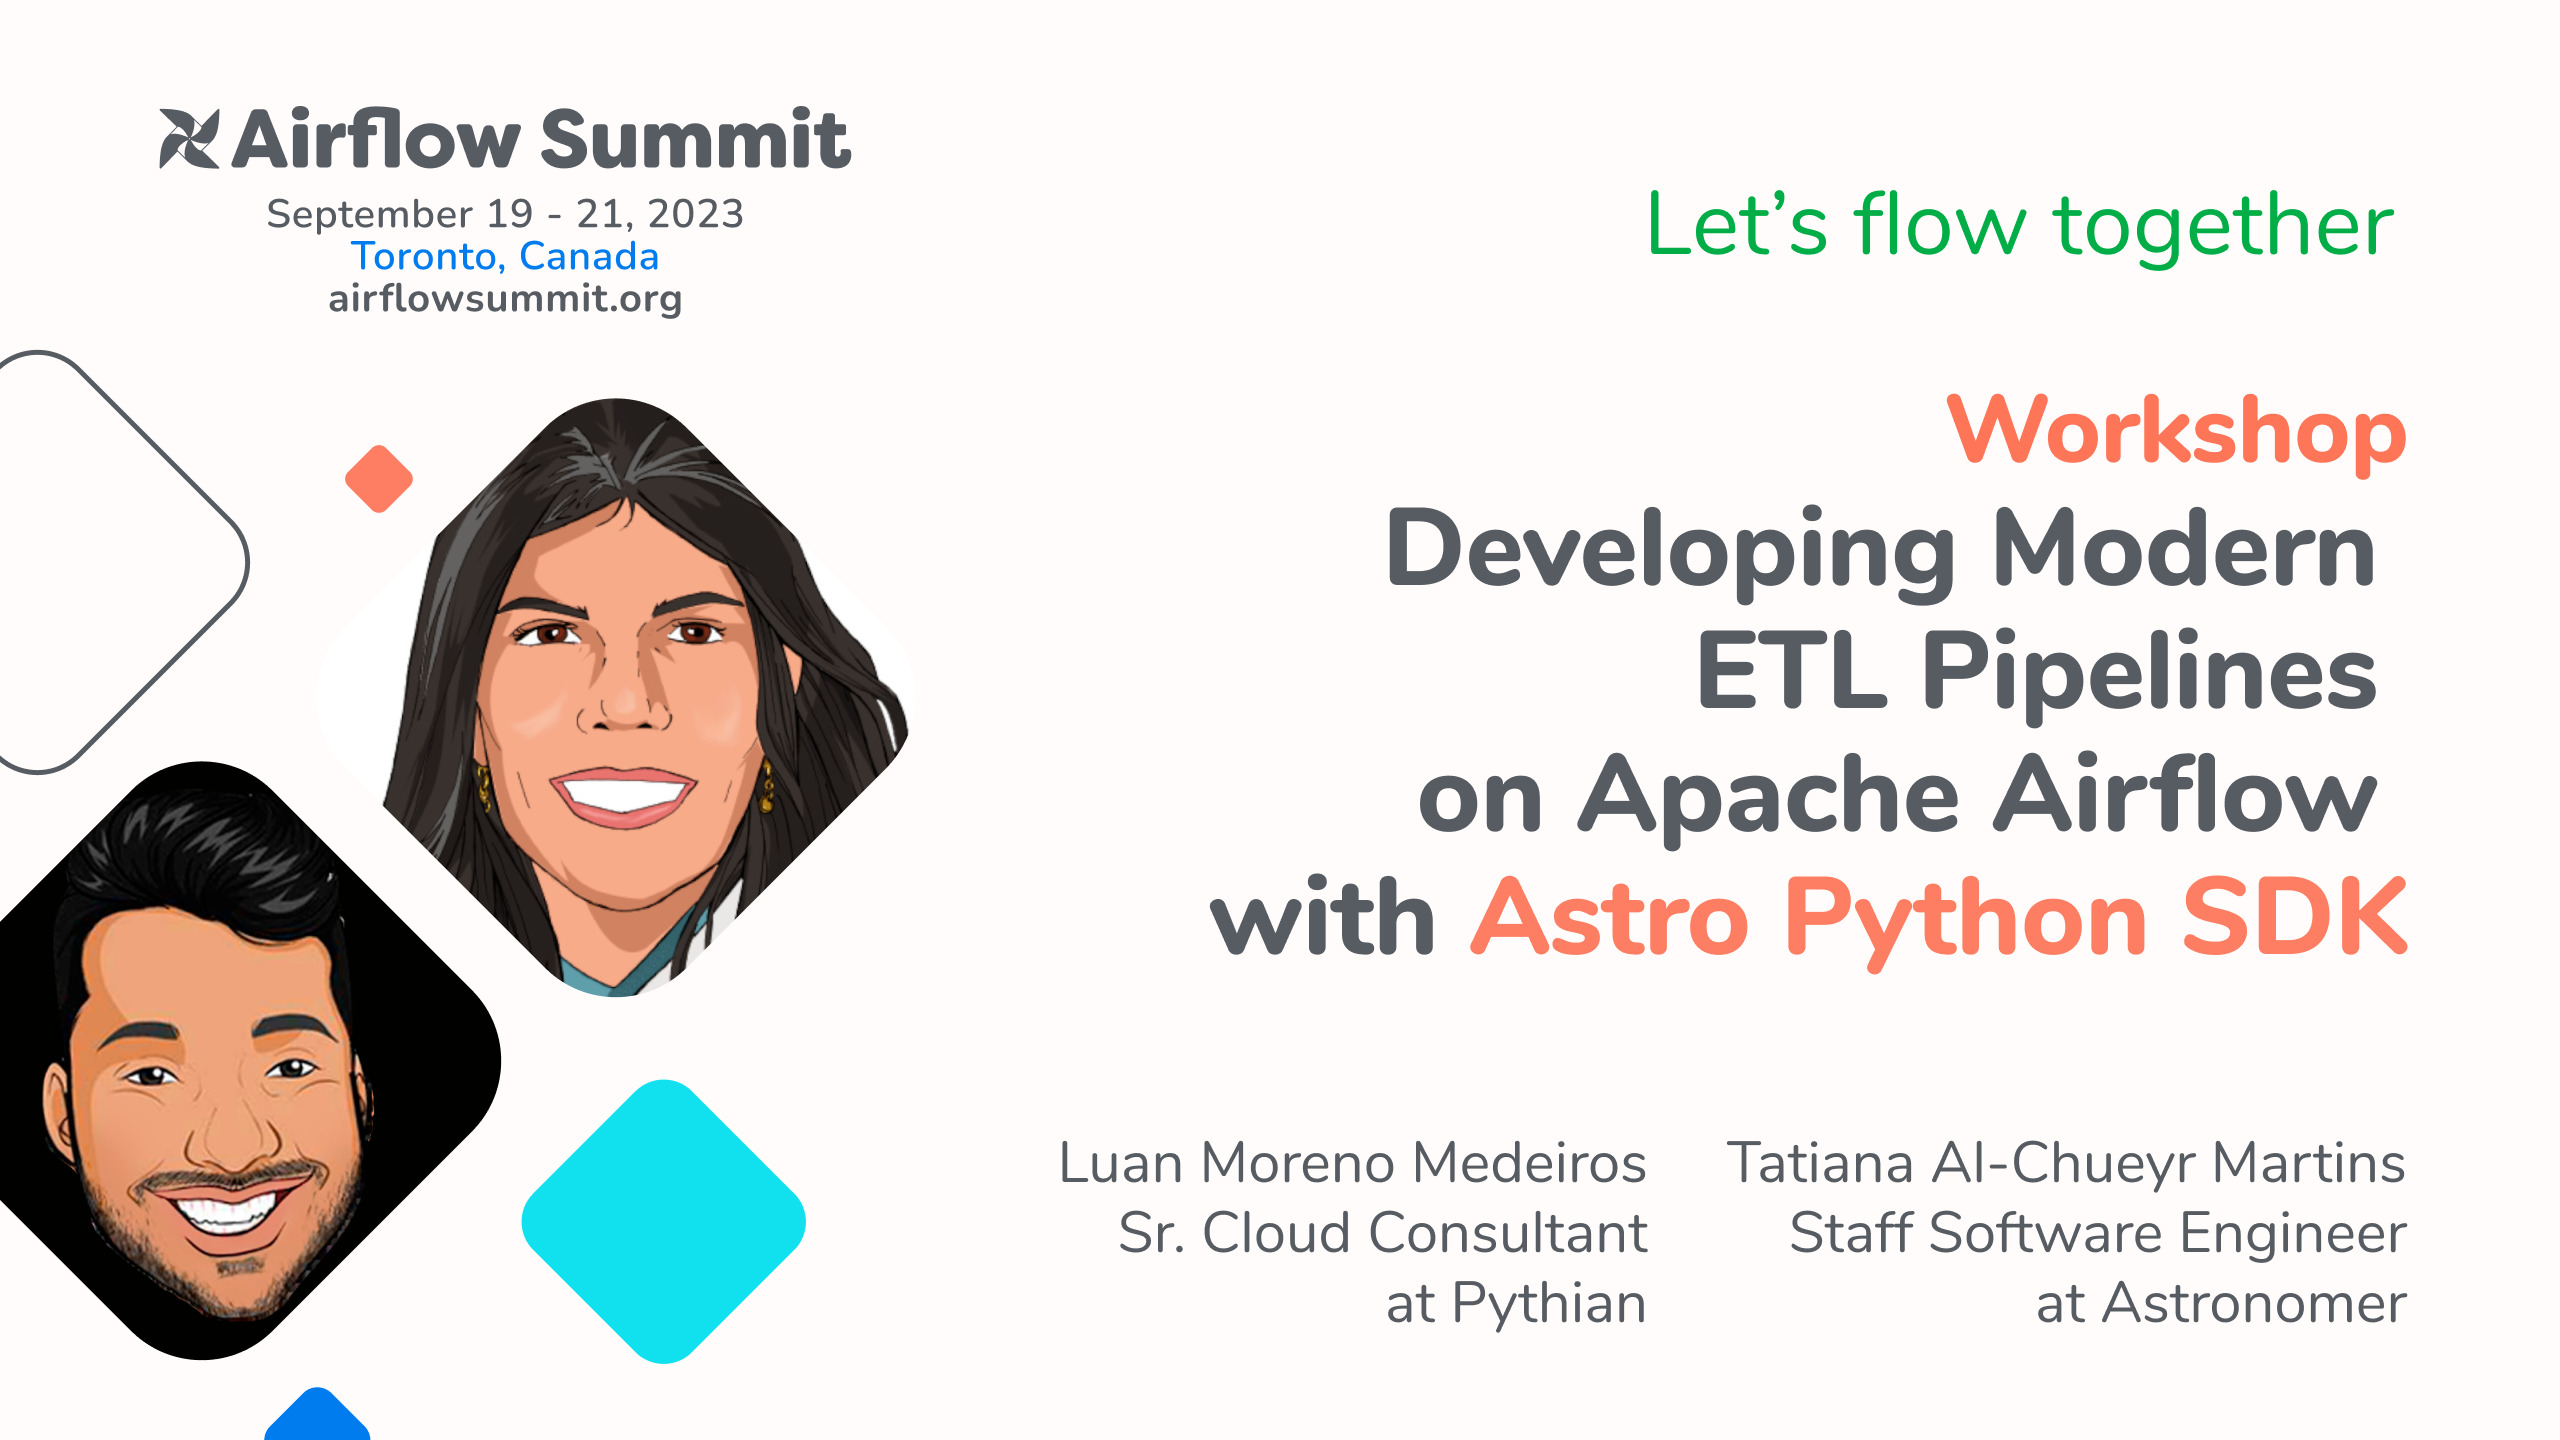 Airflow Summit
September 19 - 21, 2023
Toronto, Canada
airflowsummit.org
Let’s flow together
Workshop
Developing Modern
ETL Pipelines
on Apache Airflow
with Astro Python SDK
Luan Moreno Medeiros
Sr. Cloud Consultant
at Pythian
Tatiana Al-Chueyr Martins
Staff Software Engineer
at Astronomer